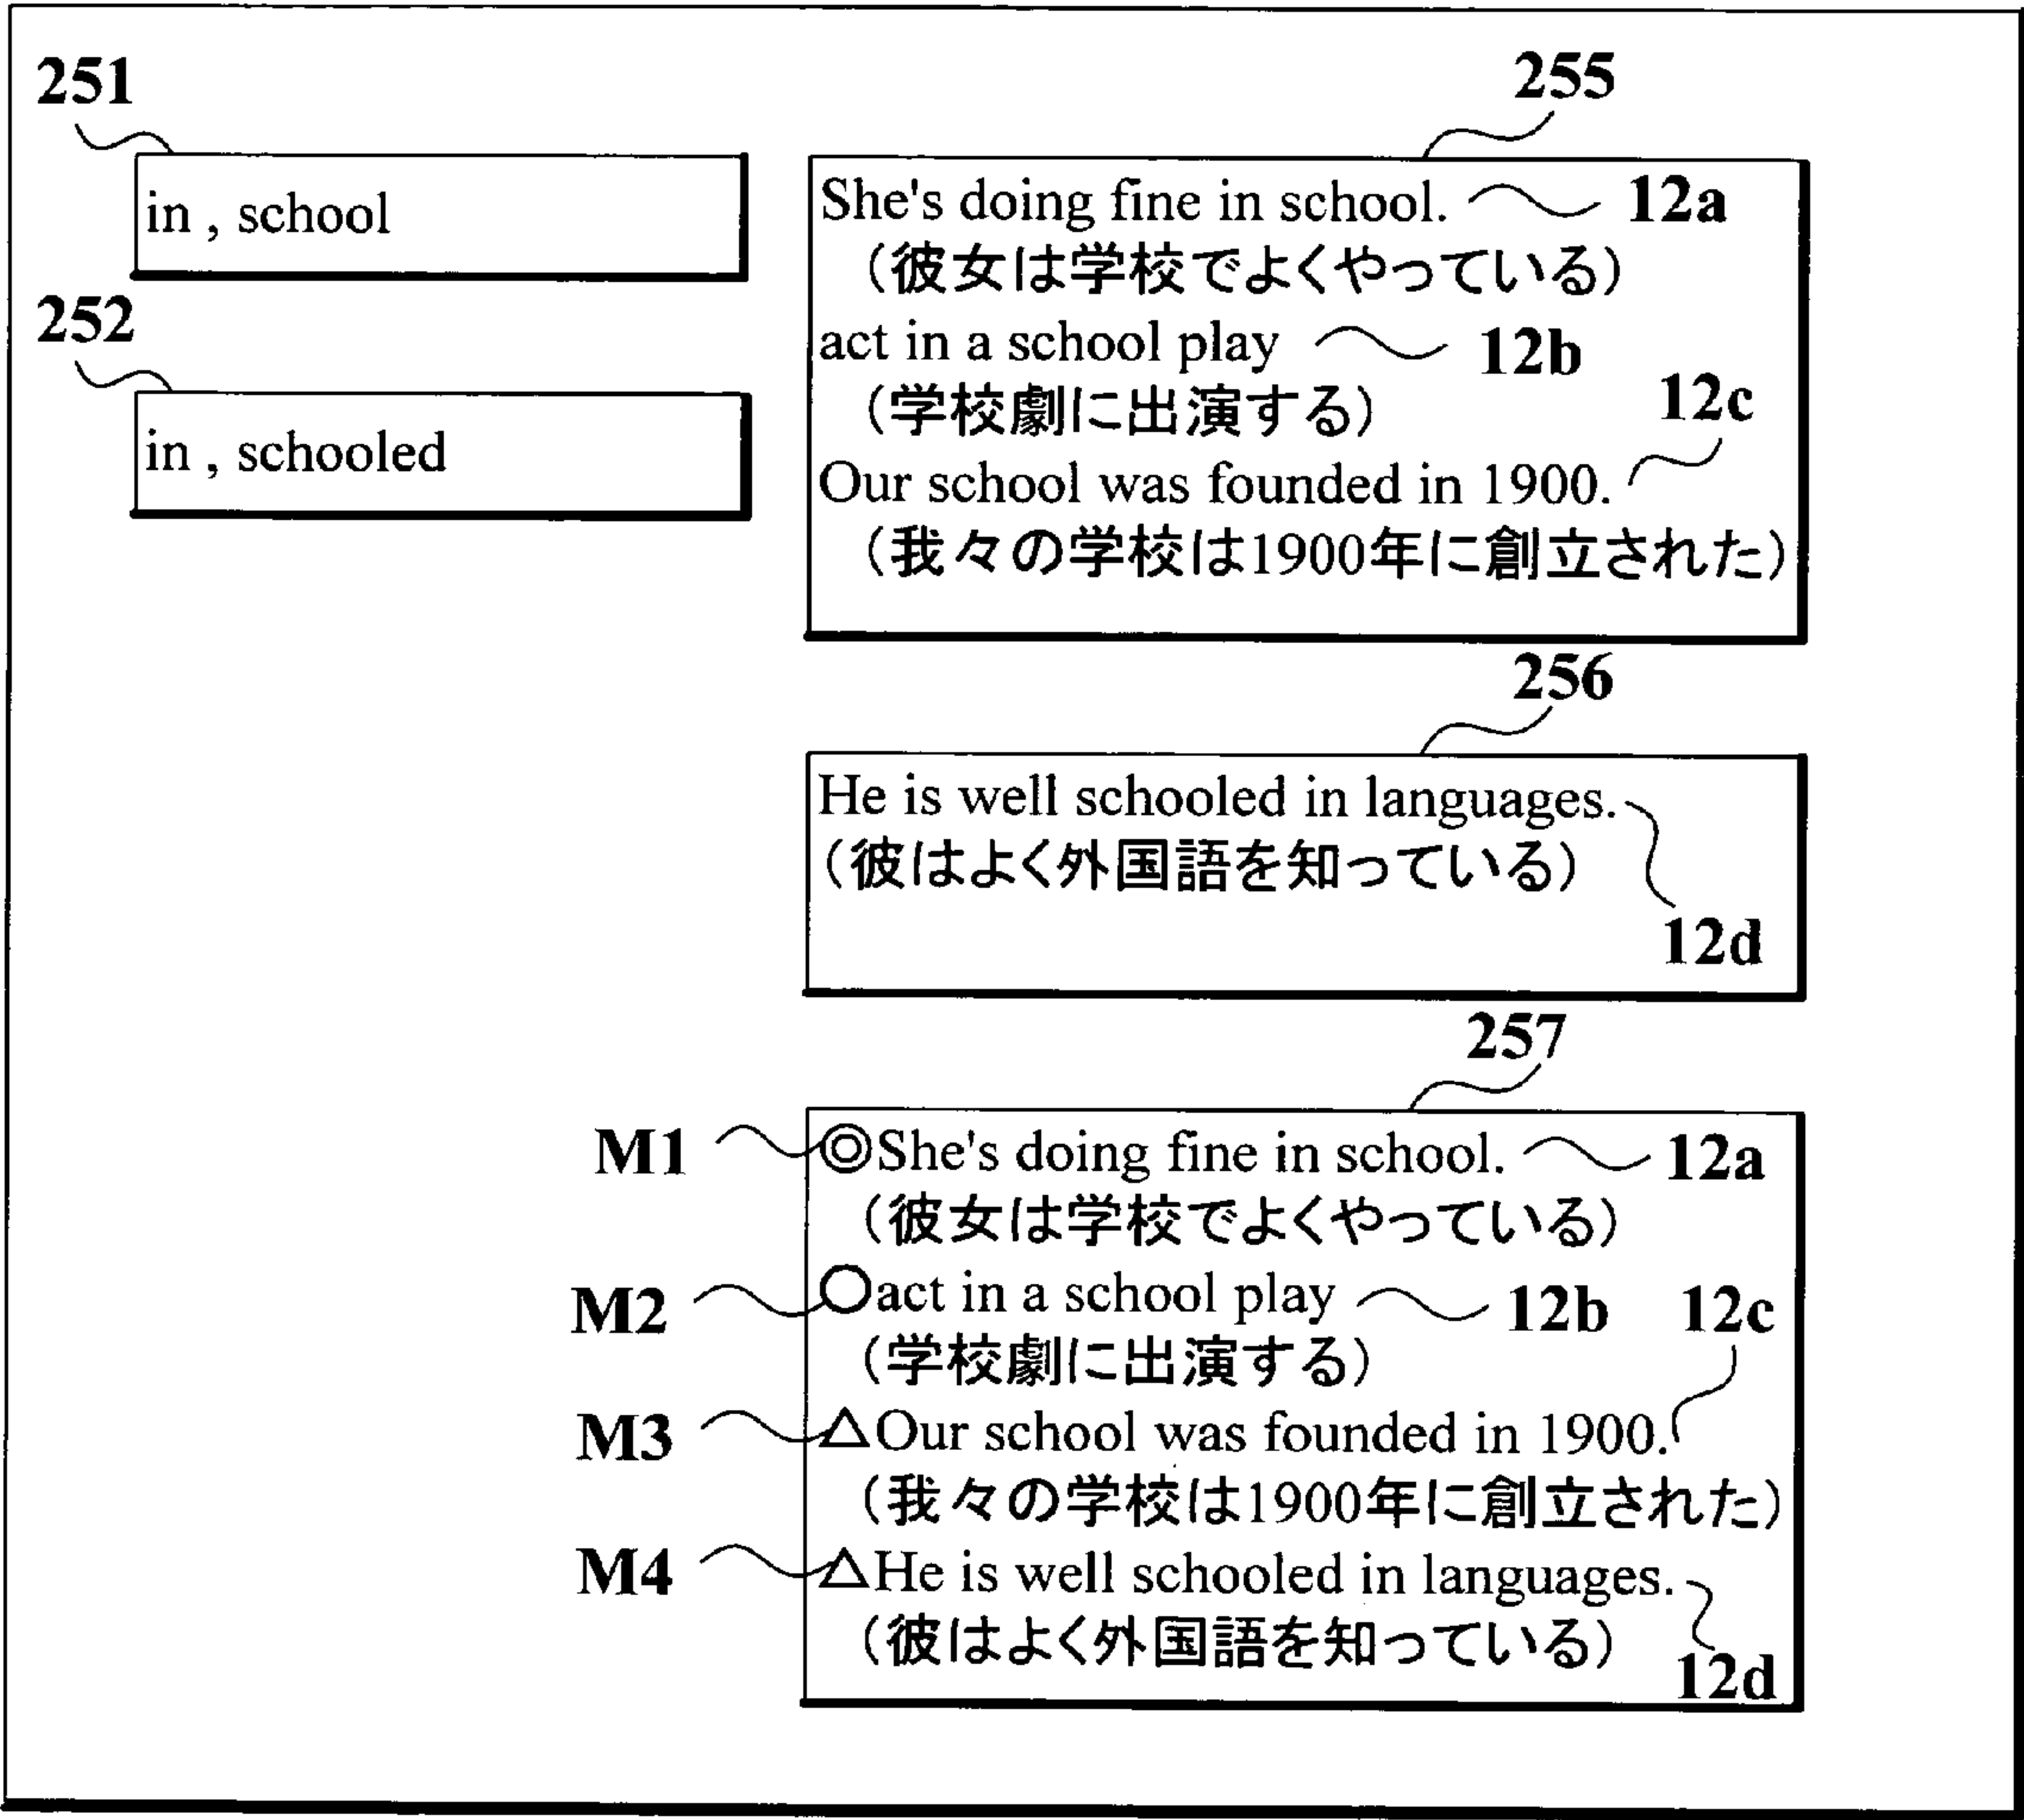 251
in , school
252
in , schooled
255
She's doing fine in school. 12a
（彼女は学校でよくやっている）
act in a school play 12b
（学校劇に出演する）
12c
Our school was founded in 1900.
（我々の学校は1900年に創立された）
256
He is well schooled in languages.
（彼はよく外国語を知っている）
12d
257
M1 ◎She's doing fine in school. 12a
（彼女は学校でよくやっている）
M2 ○act in a school play 12b 12c
（学校劇に出演する）
M3 △Our school was founded in 1900.
（我々の学校は1900年に創立された）
M4 △He is well schooled in languages.
（彼はよく外国語を知っている）
12d